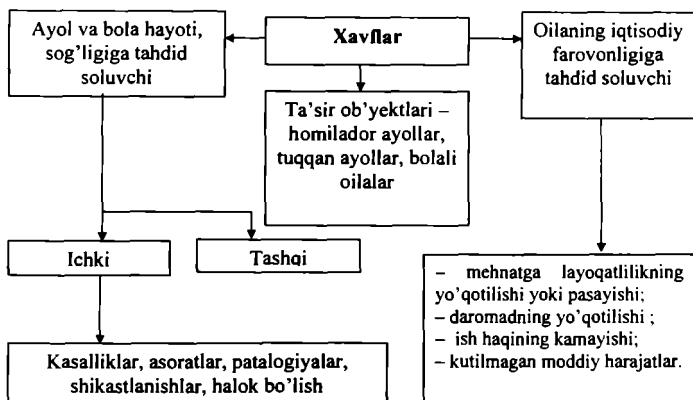 Ayol va bola hayoti,
sog'ligiga tahdid
soluvchi
Xavflar
Oilaning iqtisodiy
farovonligiga
tahdid soluvchi
Ta'sir ob'yektlari –
homilador ayollar,
tuqqan ayollar, bolali
oilalar
Ichki
Tashqi
– mehnatga layoqatlilikning
yo'qotilishi yoki pasayishi;
– daromadning yo'qotilishi ;
– ish haqining kamayishi;
– kutilmagan moddiy harajatlar.
Kasalliklar, asoratlar, patalogiyalar,
shikastlanishlar, halok bo'lish